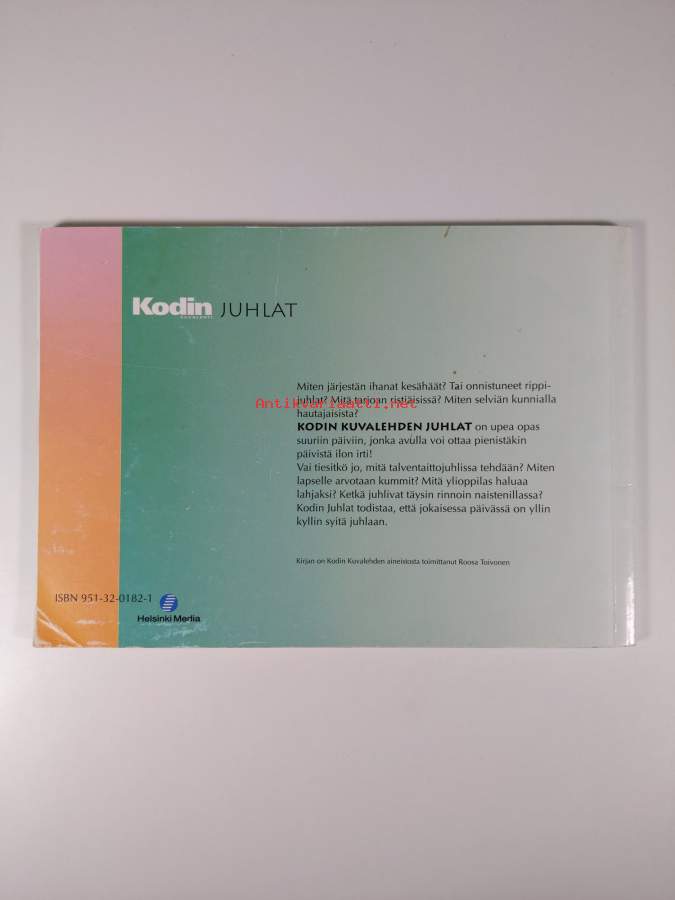 Kodin JUHLAT
KUVALEHTI
Miten järjestän ihanat kesähäät? Tai onnistuneet rippi-
juhlat? Mitä tarjoan ristiäisissä? Miten selviän kunnialla
Antikvariaatti.net
hautajaisista?
KODIN KUVALEHDEN JUHLAT on upea opas
suuriin päiviin, jonka avulla voi ottaa pienistäkin
päivistä ilon irti!
Vai tiesitkö jo, mitä talventaittojuhlissa tehdään? Miten
lapselle arvotaan kummit? Mitä ylioppilas haluaa
lahjaksi? Ketkä juhlivat täysin rinnoin naistenillassa?
Kodin Juhlat todistaa, että jokaisessa päivässä on yllin
kyllin syitä juhlaan.
Kirjan on Kodin Kuvalehden aineistosta toimittanut Roosa Toivonen
ISBN 951-32-0182-1
Helsinki Media